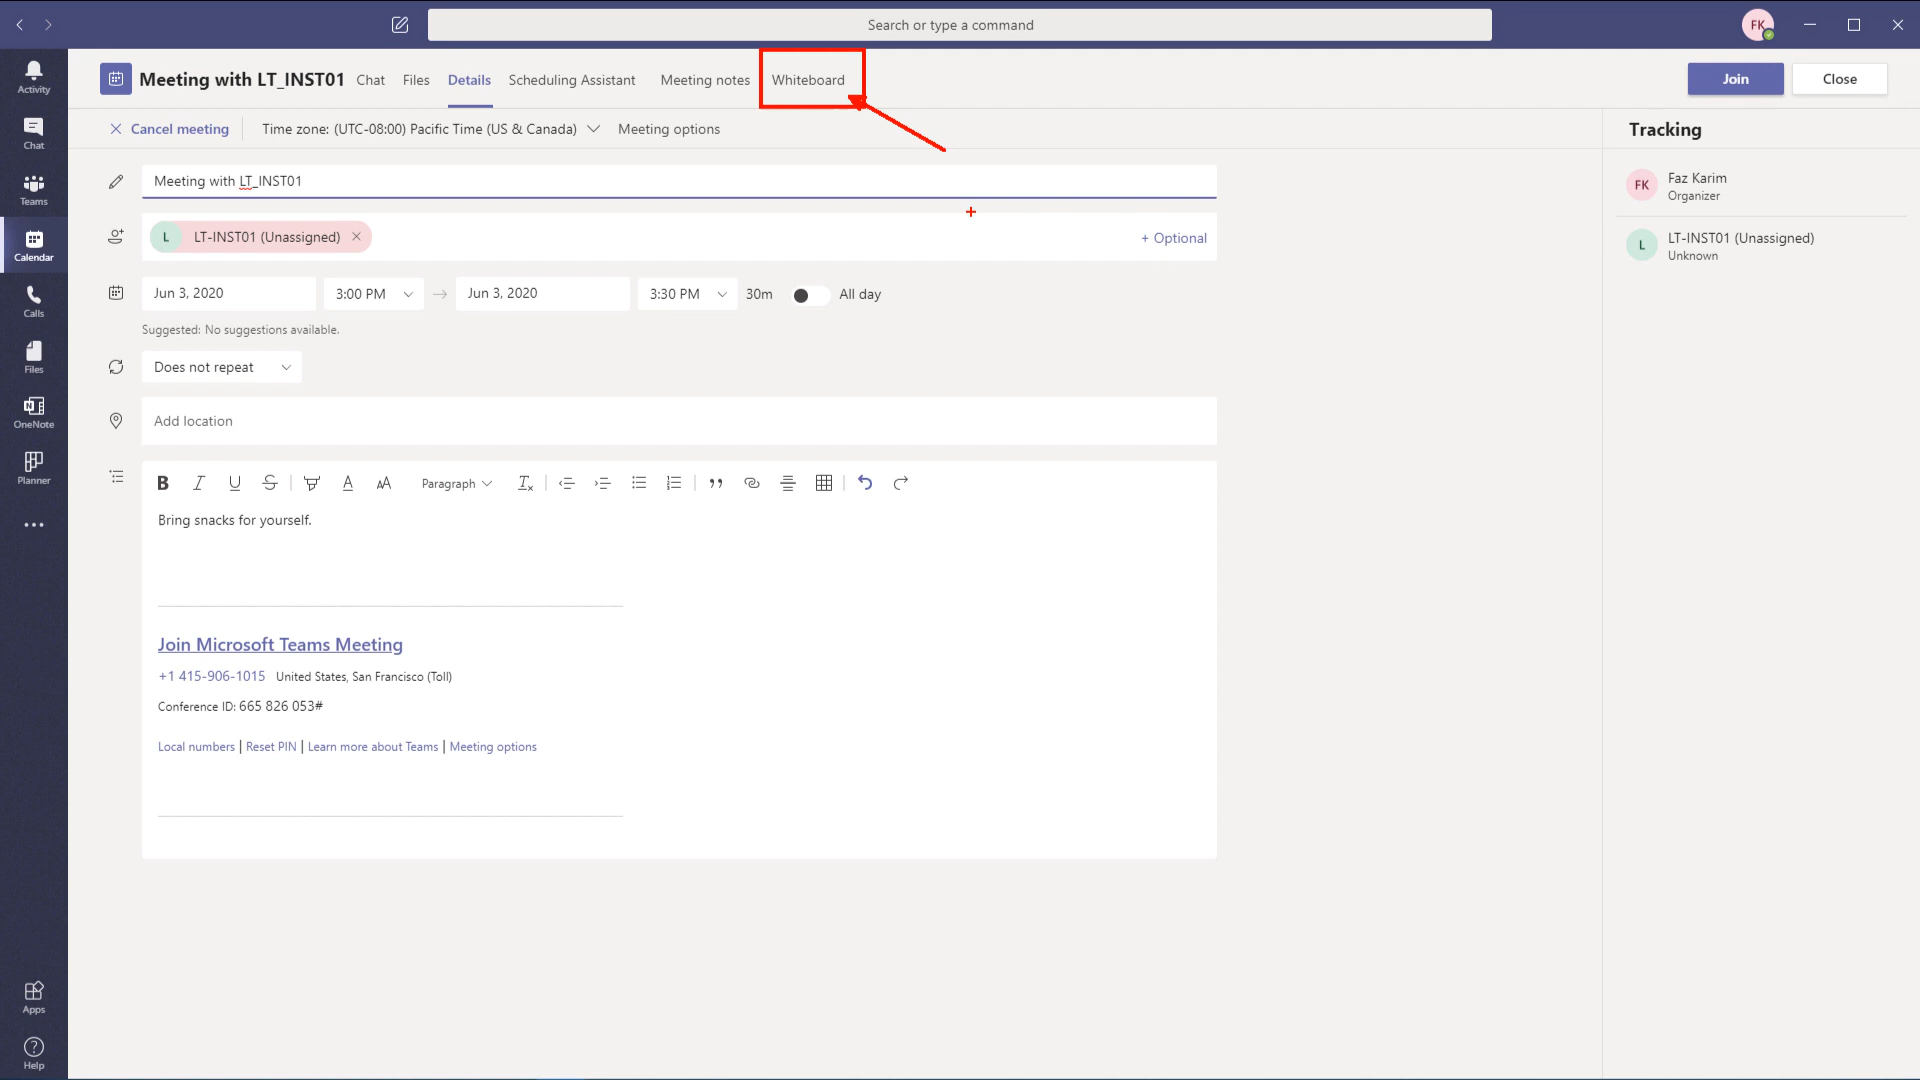 Search or type a command
FK
Activity
Chat
Teams
Calendar
Calls
Files
OneNote
Planner
Apps
Help
Meeting with LT_INST01 Chat Files Details Scheduling Assistant Meeting notes Whiteboard Join Close
Cancel meeting Time zone: (UTC-08:00) Pacific Time (US & Canada) Meeting options
Meeting with LT_INST01
L LT-INST01 (Unassigned) + Optional
Jun 3, 2020 3:00 PM → Jun 3, 2020 3:30 PM 30m All day
Suggested: No suggestions available.
Does not repeat
Add location
B I U S A AA Paragraph Tx
Bring snacks for yourself.
Join Microsoft Teams Meeting
+1 415-906-1015 United States, San Francisco (Toll)
Conference ID: 665 826 053#
Local numbers | Reset PIN | Learn more about Teams | Meeting options
Tracking
FK Faz Karim
Organizer
L LT-INST01 (Unassigned)
Unknown